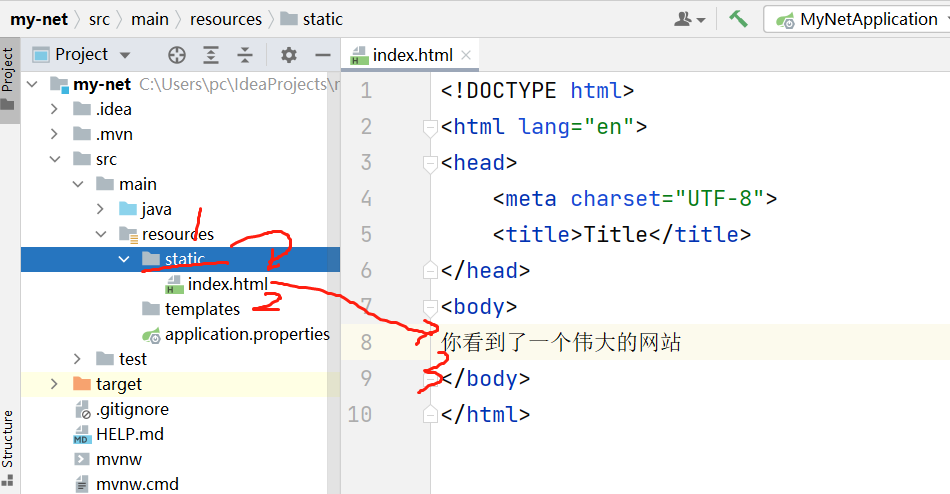 my-net src main resources static
MyNetApplication
Project
Project
index.html
my-net C:\Users\pc\IdeaProjects\
.idea
.mvn
src
main
java
resources
static
index.html
templates
application.properties
test
target
.gitignore
HELP.md
mvnw
mvnw.cmd
Structure
1 <!DOCTYPE html>
2 <html lang="en">
3 <head>
4 <meta charset="UTF-8">
5 <title>Title</title>
6 </head>
7 <body>
8 你看到了一个伟大的网站
9 </body>
10 </html>